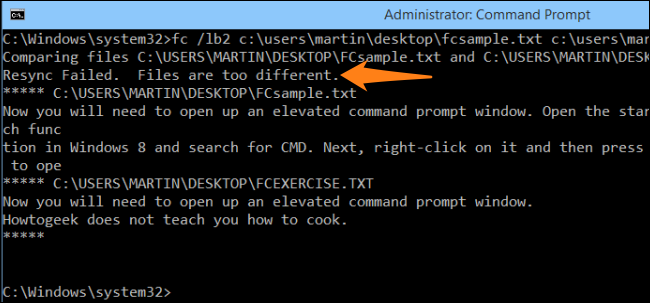 Administrator: Command Prompt
C:\Windows\system32>fc /lb2 c:\users\martin\desktop\fcsample.txt c:\users\mar
Comparing files C:\USERS\MARTIN\DESKTOP\FCsample.txt and C:\USERS\MARTIN\DESK
Resync Failed.  Files are too different.
***** C:\USERS\MARTIN\DESKTOP\FCsample.txt
Now you will need to open up an elevated command prompt window. Open the star
ch func
tion in Windows 8 and search for CMD. Next, right-click on it and then press
to ope
***** C:\USERS\MARTIN\DESKTOP\FCEXERCISE.TXT
Now you will need to open up an elevated command prompt window.
Howtogeek does not teach you how to cook.
*****
C:\Windows\system32>